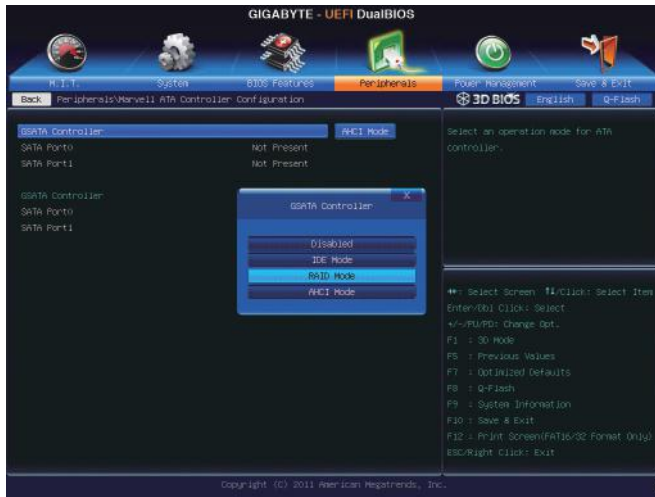 GIGABYTE - UEFI DualBIOS
M.I.T. System BIOS Features Peripherals Power Management Save & Exit
Back Peripherals\Marvell ATA Controller Configuration 3D BIOS English Q-Flash
GSATA Controller AHCI Mode
SATA Port0 Not Present
SATA Port1 Not Present
GSATA Controller
SATA Port0
SATA Port1
GSATA Controller
X
Disabled
IDE Mode
RAID Mode
AHCI Mode
Select an operation mode for ATA
controller.
↔: Select Screen ↑↓/Click: Select Item
Enter/Dbl Click: Select
+/-/PU/PD: Change Opt.
F1 : 3D Mode
F5 : Previous Values
F7 : Optimized Defaults
F8 : Q-Flash
F9 : System Information
F10 : Save & Exit
F12 : Print Screen(FAT16/32 Format Only)
ESC/Right Click: Exit
Copyright (C) 2011 American Megatrends, Inc.